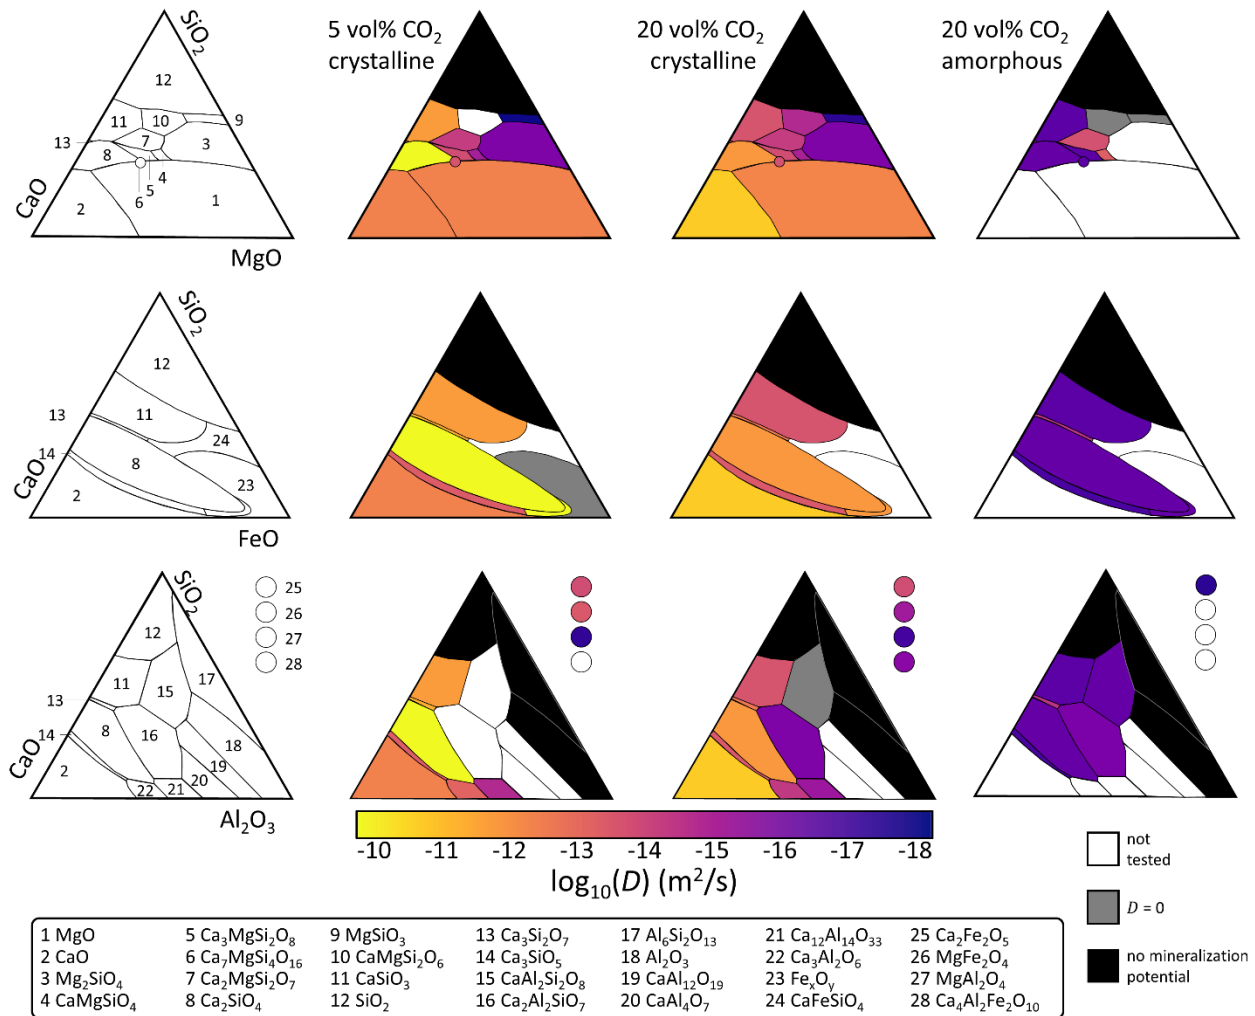 SiO2
5 vol% CO2
crystalline
20 vol% CO2
crystalline
20 vol% CO2
amorphous
12
11
10
9
13
7
3
8
4
5
6
1
2
CaO
MgO
SiO2
12
13
11
24
14
8
23
2
CaO
FeO
SiO2
25
26
27
28
12
11
15
17
13
8
16
14
18
19
20
2
22
21
CaO
Al2O3
-10 -11 -12 -13 -14 -15 -16 -17 -18
log10(D) (m2/s)
not
tested
D = 0
no mineralization
potential
1 MgO 5 Ca3MgSi2O8 9 MgSiO3 13 Ca3Si2O7 17 Al6Si2O13 21 Ca12Al14O33 25 Ca2Fe2O5
2 CaO 6 Ca7MgSi4O16 10 CaMgSi2O6 14 Ca3SiO5 18 Al2O3 22 Ca3Al2O6 26 MgFe2O4
3 Mg2SiO4 7 Ca2MgSi2O7 11 CaSiO3 15 CaAl2Si2O8 19 CaAl12O19 23 FexOy 27 MgAl2O4
4 CaMgSiO4 8 Ca2SiO4 12 SiO2 16 Ca2Al2SiO7 20 CaAl4O7 24 CaFeSiO4 28 Ca4Al2Fe2O10